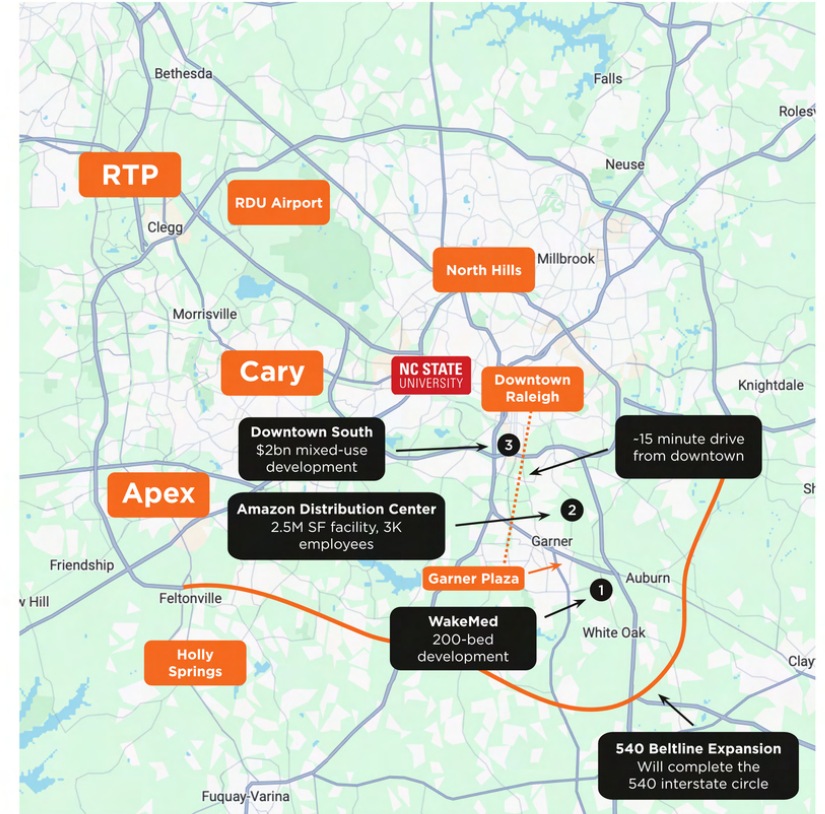 Bethesda
Falls
Roles
RTP
Neuse
RDU Airport
Clegg
Millbrook
North Hills
Morrisville
Cary
NC STATE
UNIVERSITY
Downtown
Raleigh
Knightdale
Downtown South
$2bn mixed-use
development
3
~15 minute drive
from downtown
Apex
Sh
Amazon Distribution Center
2.5M SF facility, 3K
employees
2
Garner
Friendship
Garner Plaza
Auburn
1
w Hill
Feltonville
WakeMed
200-bed
development
White Oak
Holly
Springs
Clay
540 Beltline Expansion
Will complete the
540 interstate circle
Fuquay-Varina